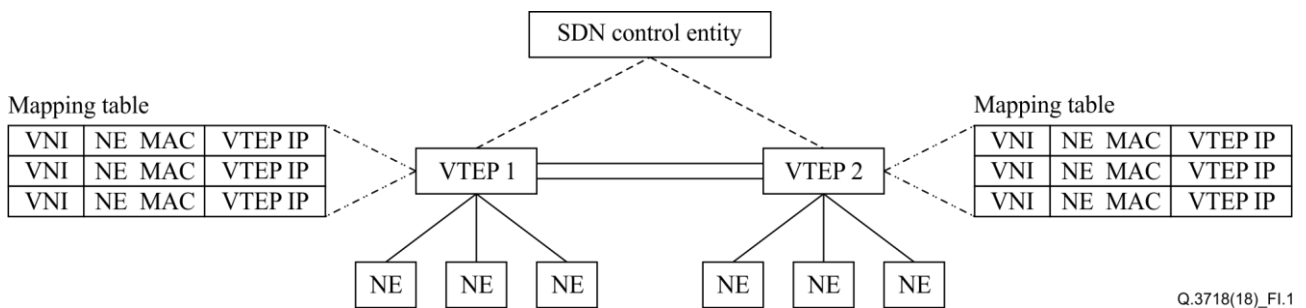 SDN control entity
Mapping table
VNI NE MAC VTEP IP
VNI NE MAC VTEP IP
VNI NE MAC VTEP IP
VTEP 1
VTEP 2
Mapping table
VNI NE MAC VTEP IP
VNI NE MAC VTEP IP
VNI NE MAC VTEP IP
NE NE NE
NE NE NE
Q.3718(18)_FI.1